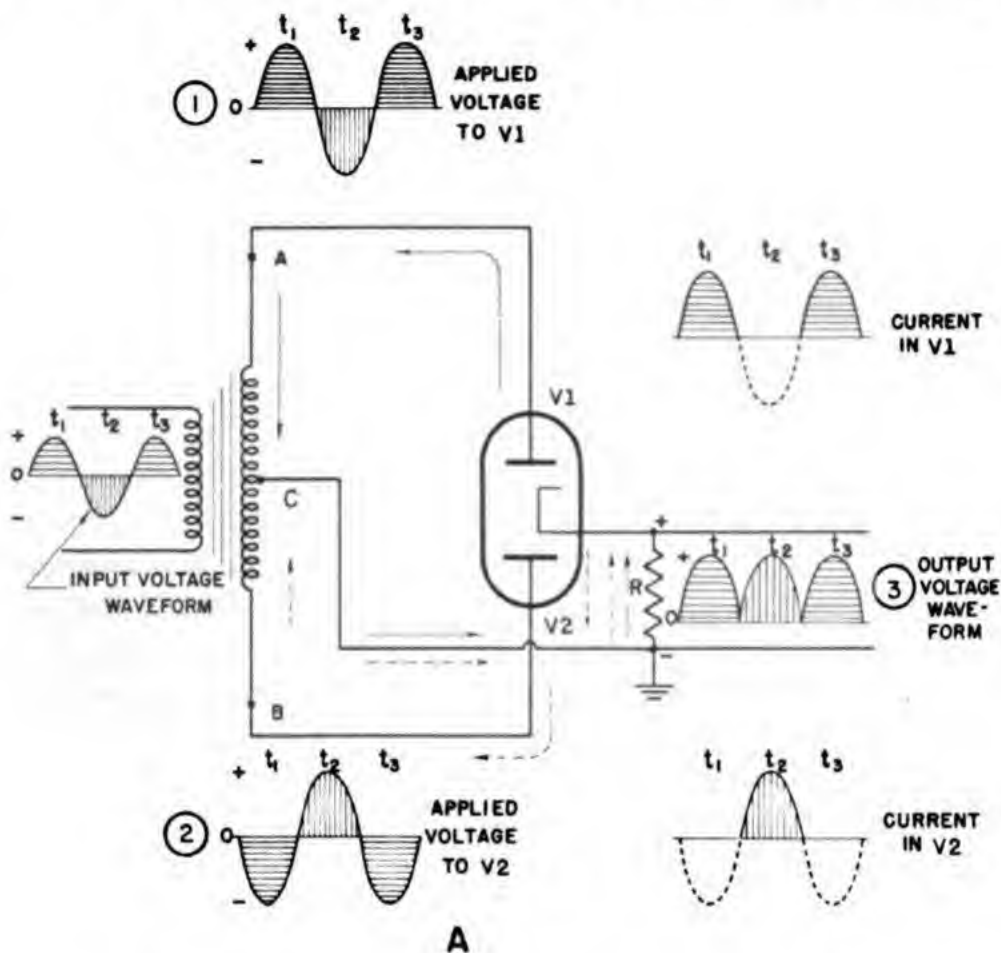 t₁ t₂ t₃
+
1
0
−
APPLIED
VOLTAGE
TO V1
A
t₁ t₂ t₃
CURRENT
IN V1
V1
t₁ t₂ t₃
+
0
−
C
INPUT VOLTAGE
WAVEFORM
+
R
−
t₁ t₂ t₃
+
0
3
OUTPUT
VOLTAGE
WAVE-
FORM
V2
B
t₁ t₂ t₃
+
2
0
−
APPLIED
VOLTAGE
TO V2
t₁ t₂ t₃
CURRENT
IN V2
A